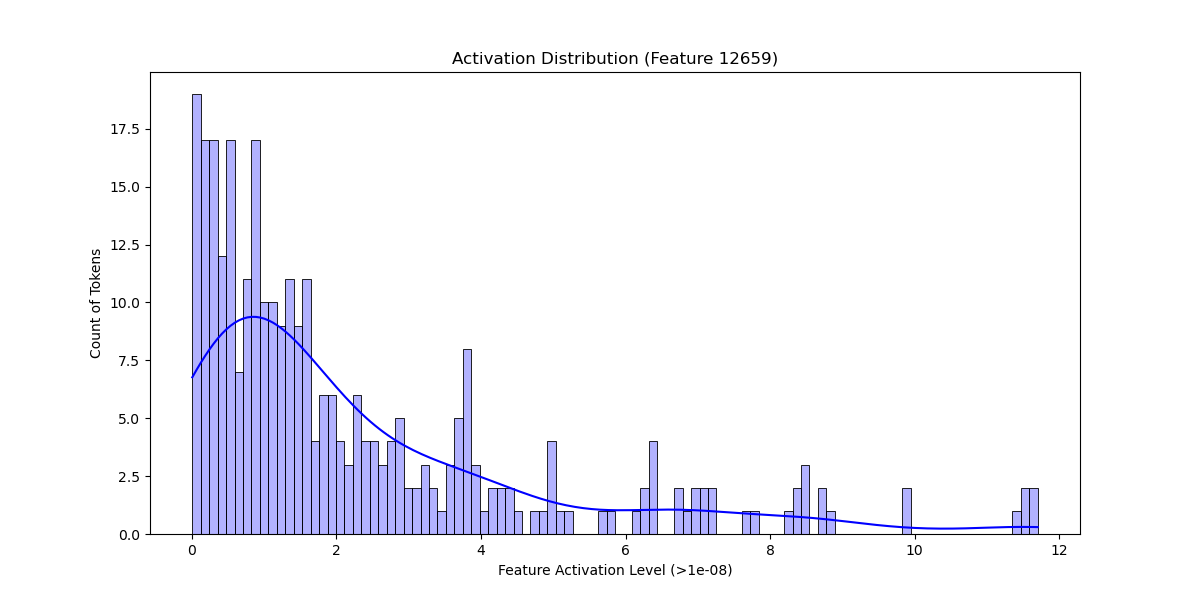 Activation Distribution (Feature 12659)
17.5
15.0
12.5
10.0
7.5
5.0
2.5
0.0
Count of Tokens
0 2 4 6 8 10 12
Feature Activation Level (>1e-08)